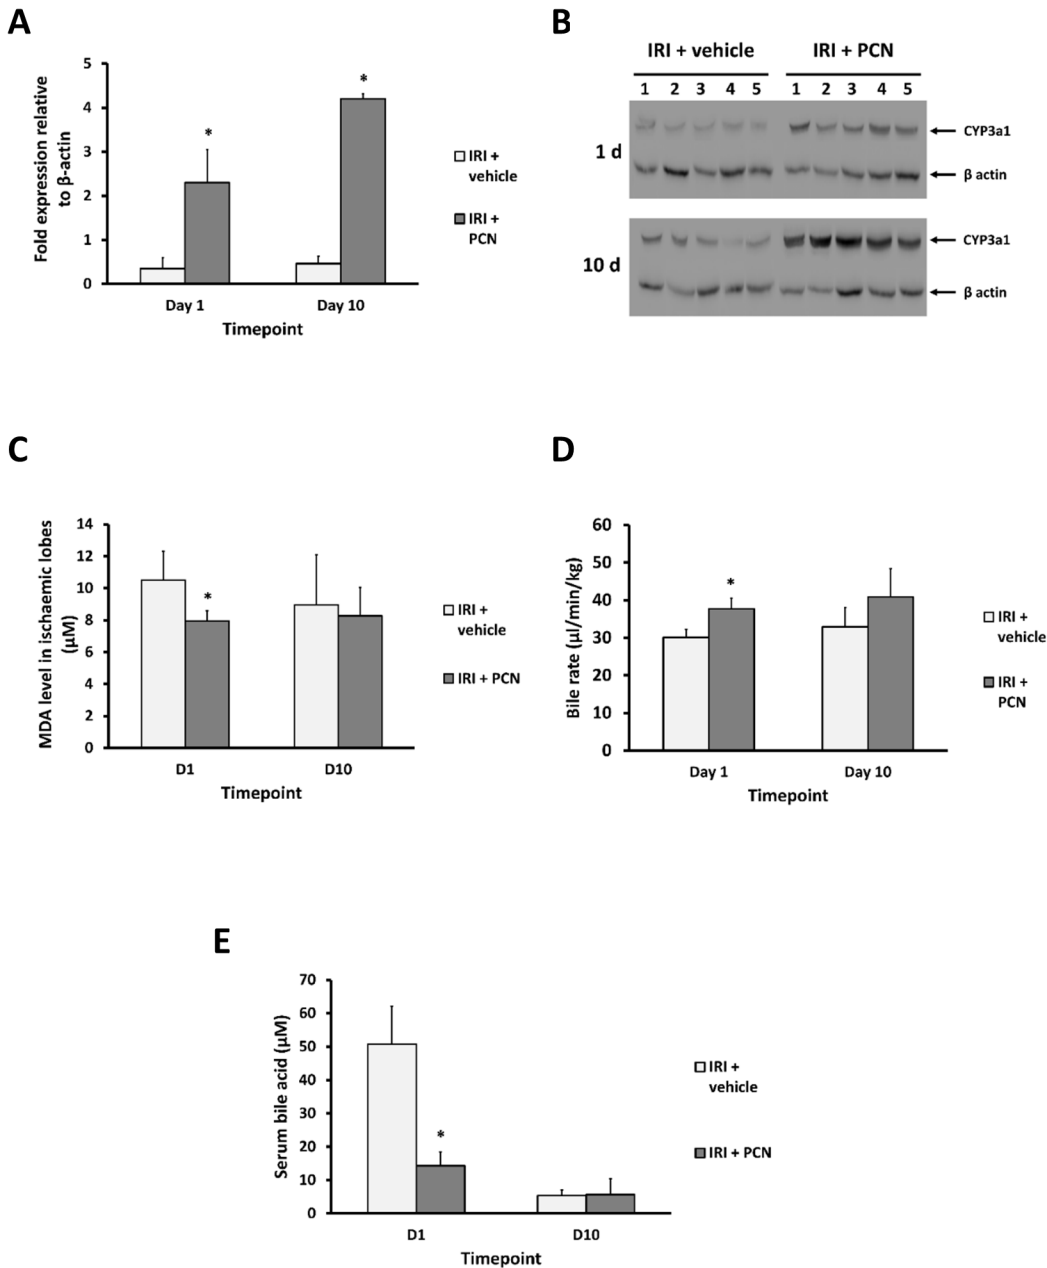 A
Fold expression relative
to β-actin
5
4
3
2
1
0
*
*
Day 1
Day 10
Timepoint
IRI +
vehicle
IRI +
PCN
B
IRI + vehicle
IRI + PCN
1 2 3 4 5
1 2 3 4 5
1 d
CYP3a1
β actin
10 d
CYP3a1
β actin
C
MDA level in ischaemic lobes
(μM)
14
12
10
8
6
4
2
0
*
D1
D10
Timepoint
IRI +
vehicle
IRI + PCN
D
Bile rate (μl/min/kg)
60
50
40
30
20
10
0
*
Day 1
Day 10
Timepoint
IRI +
vehicle
IRI +
PCN
E
Serum bile acid (μM)
70
60
50
40
30
20
10
0
*
D1
D10
Timepoint
IRI +
vehicle
IRI + PCN